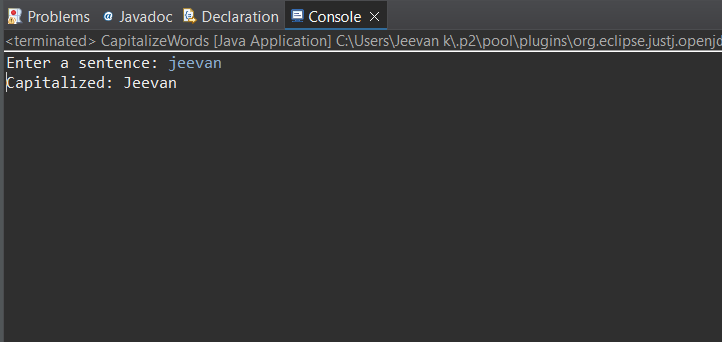 Problems @ Javadoc Declaration Console
<terminated> CapitalizeWords [Java Application] C:\Users\Jeevan k\.p2\pool\plugins\org.eclipse.justj.openjd
Enter a sentence: jeevan
Capitalized: Jeevan